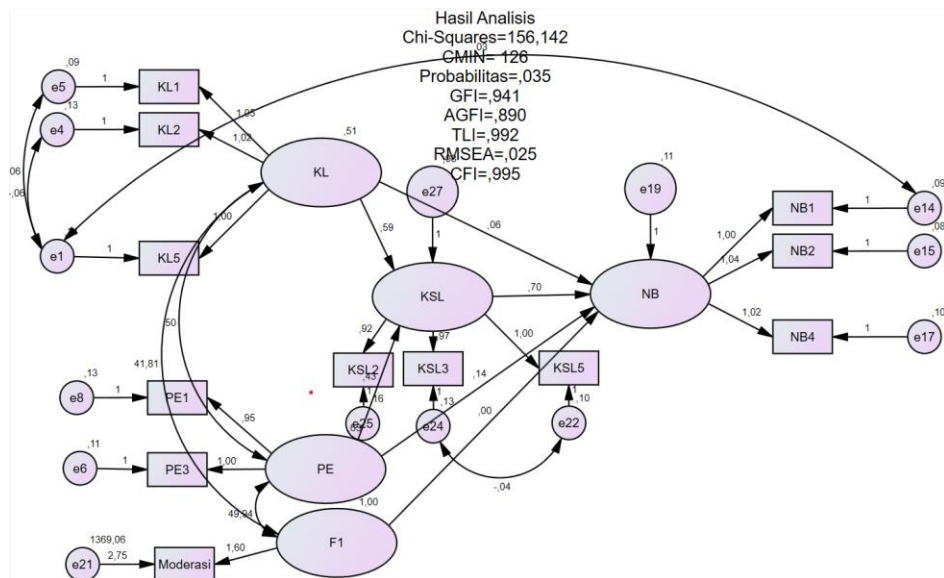 Hasil Analisis
Chi-Squares=156,142
CMIN= 126
Probabilitas=,035
GFI=,941
AGFI=,890
TLI=,992
RMSEA=,025
CFI=,995
,03
,09
e5
1
KL1
,13
e4
1
KL2
1,05
1,02
,51
KL
,06
-,06
e1
1
KL5
1,00
e27
1
,59
,06
,11
e19
1
NB1
1
,09
e14
1,00
NB2
1
,08
e15
1,04
KSL
,70
NB
1,02
NB4
1
,10
e17
,50
41,81
,92
,97
1,00
KSL2
,43
KSL3
KSL5
,14
,00
1
,16
e25
1
,13
e24
1
,10
e22
-,04
,13
e8
1
PE1
,95
,11
e6
1
PE3
1,00
PE
49,94
1,00
F1
1369,06
e21
2,75
Moderasi
1,60